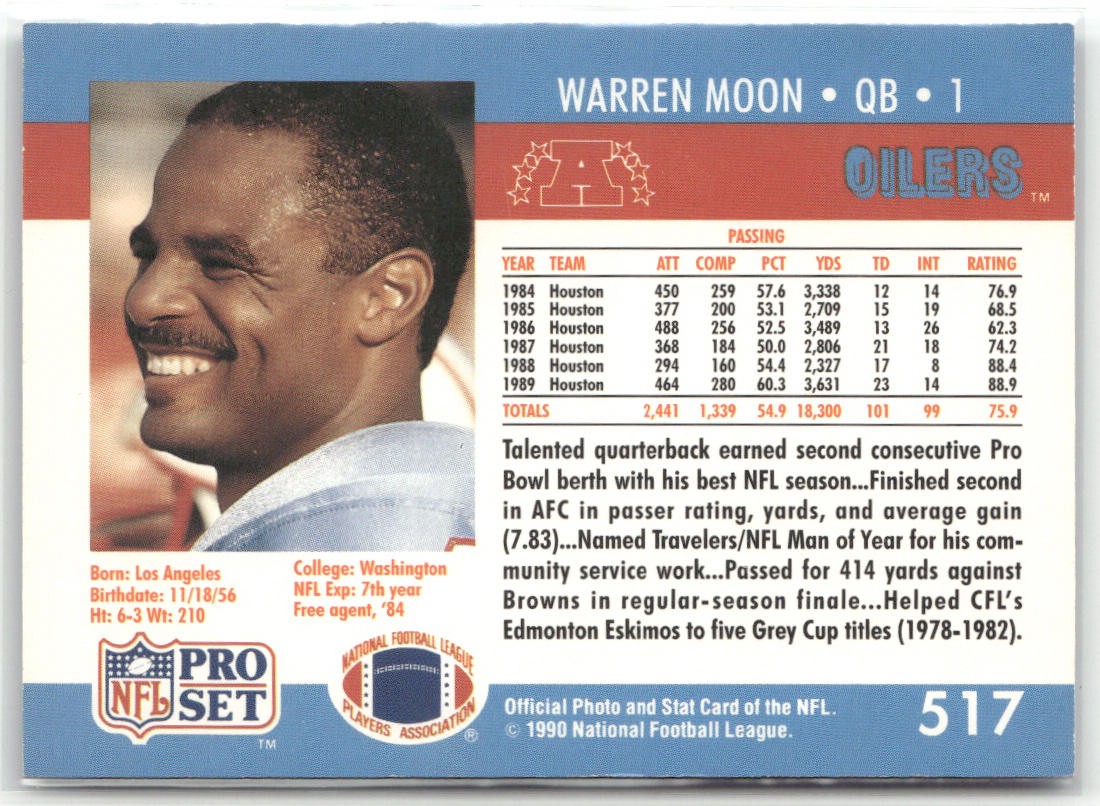 WARREN MOON • QB • 1
A
OILERS TM
PASSING
YEAR TEAM ATT COMP PCT YDS TD INT RATING
1984 Houston 450 259 57.6 3,338 12 14 76.9
1985 Houston 377 200 53.1 2,709 15 19 68.5
1986 Houston 488 256 52.5 3,489 13 26 62.3
1987 Houston 368 184 50.0 2,806 21 18 74.2
1988 Houston 294 160 54.4 2,327 17 8 88.4
1989 Houston 464 280 60.3 3,631 23 14 88.9
TOTALS 2,441 1,339 54.9 18,300 101 99 75.9
Talented quarterback earned second consecutive Pro
Bowl berth with his best NFL season...Finished second
in AFC in passer rating, yards, and average gain
(7.83)...Named Travelers/NFL Man of Year for his com-
munity service work...Passed for 414 yards against
Browns in regular-season finale...Helped CFL's
Edmonton Eskimos to five Grey Cup titles (1978-1982).
Born: Los Angeles
Birthdate: 11/18/56
Ht: 6-3 Wt: 210
College: Washington
NFL Exp: 7th year
Free agent, '84
NFL
PRO
SET
TM
NATIONAL FOOTBALL LEAGUE
PLAYERS ASSOCIATION
®
Official Photo and Stat Card of the NFL.
© 1990 National Football League.
517